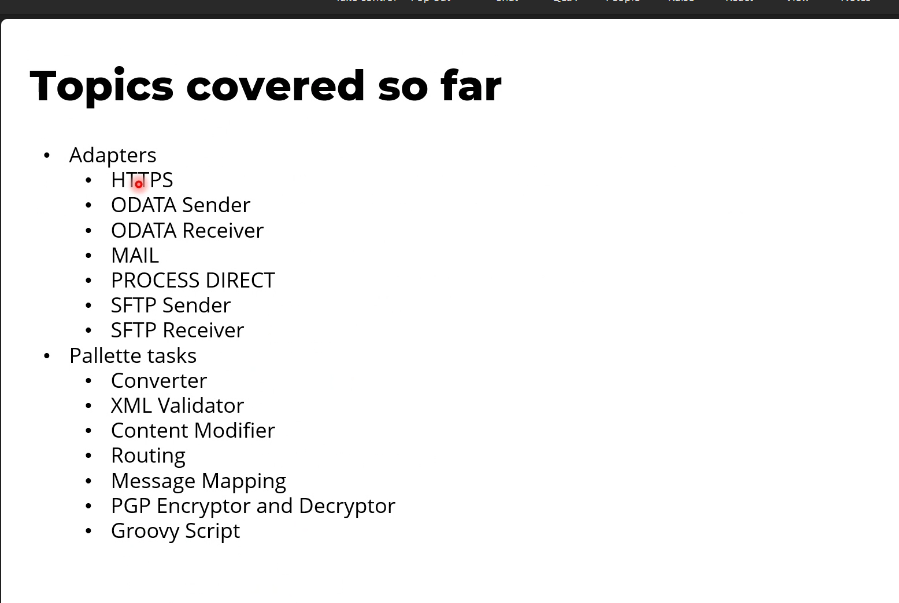 Topics covered so far
• Adapters
• HTTPS
• ODATA Sender
• ODATA Receiver
• MAIL
• PROCESS DIRECT
• SFTP Sender
• SFTP Receiver
• Pallette tasks
• Converter
• XML Validator
• Content Modifier
• Routing
• Message Mapping
• PGP Encryptor and Decryptor
• Groovy Script